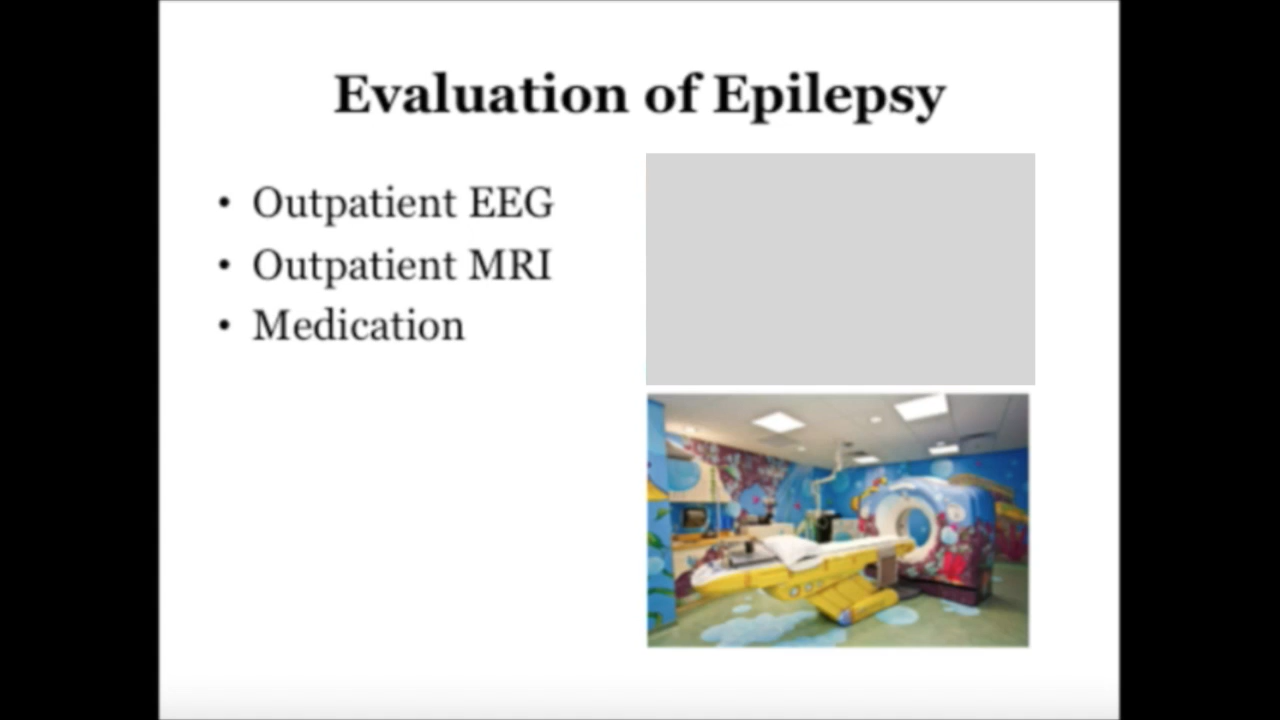 Evaluation of Epilepsy
• Outpatient EEG
• Outpatient MRI
• Medication